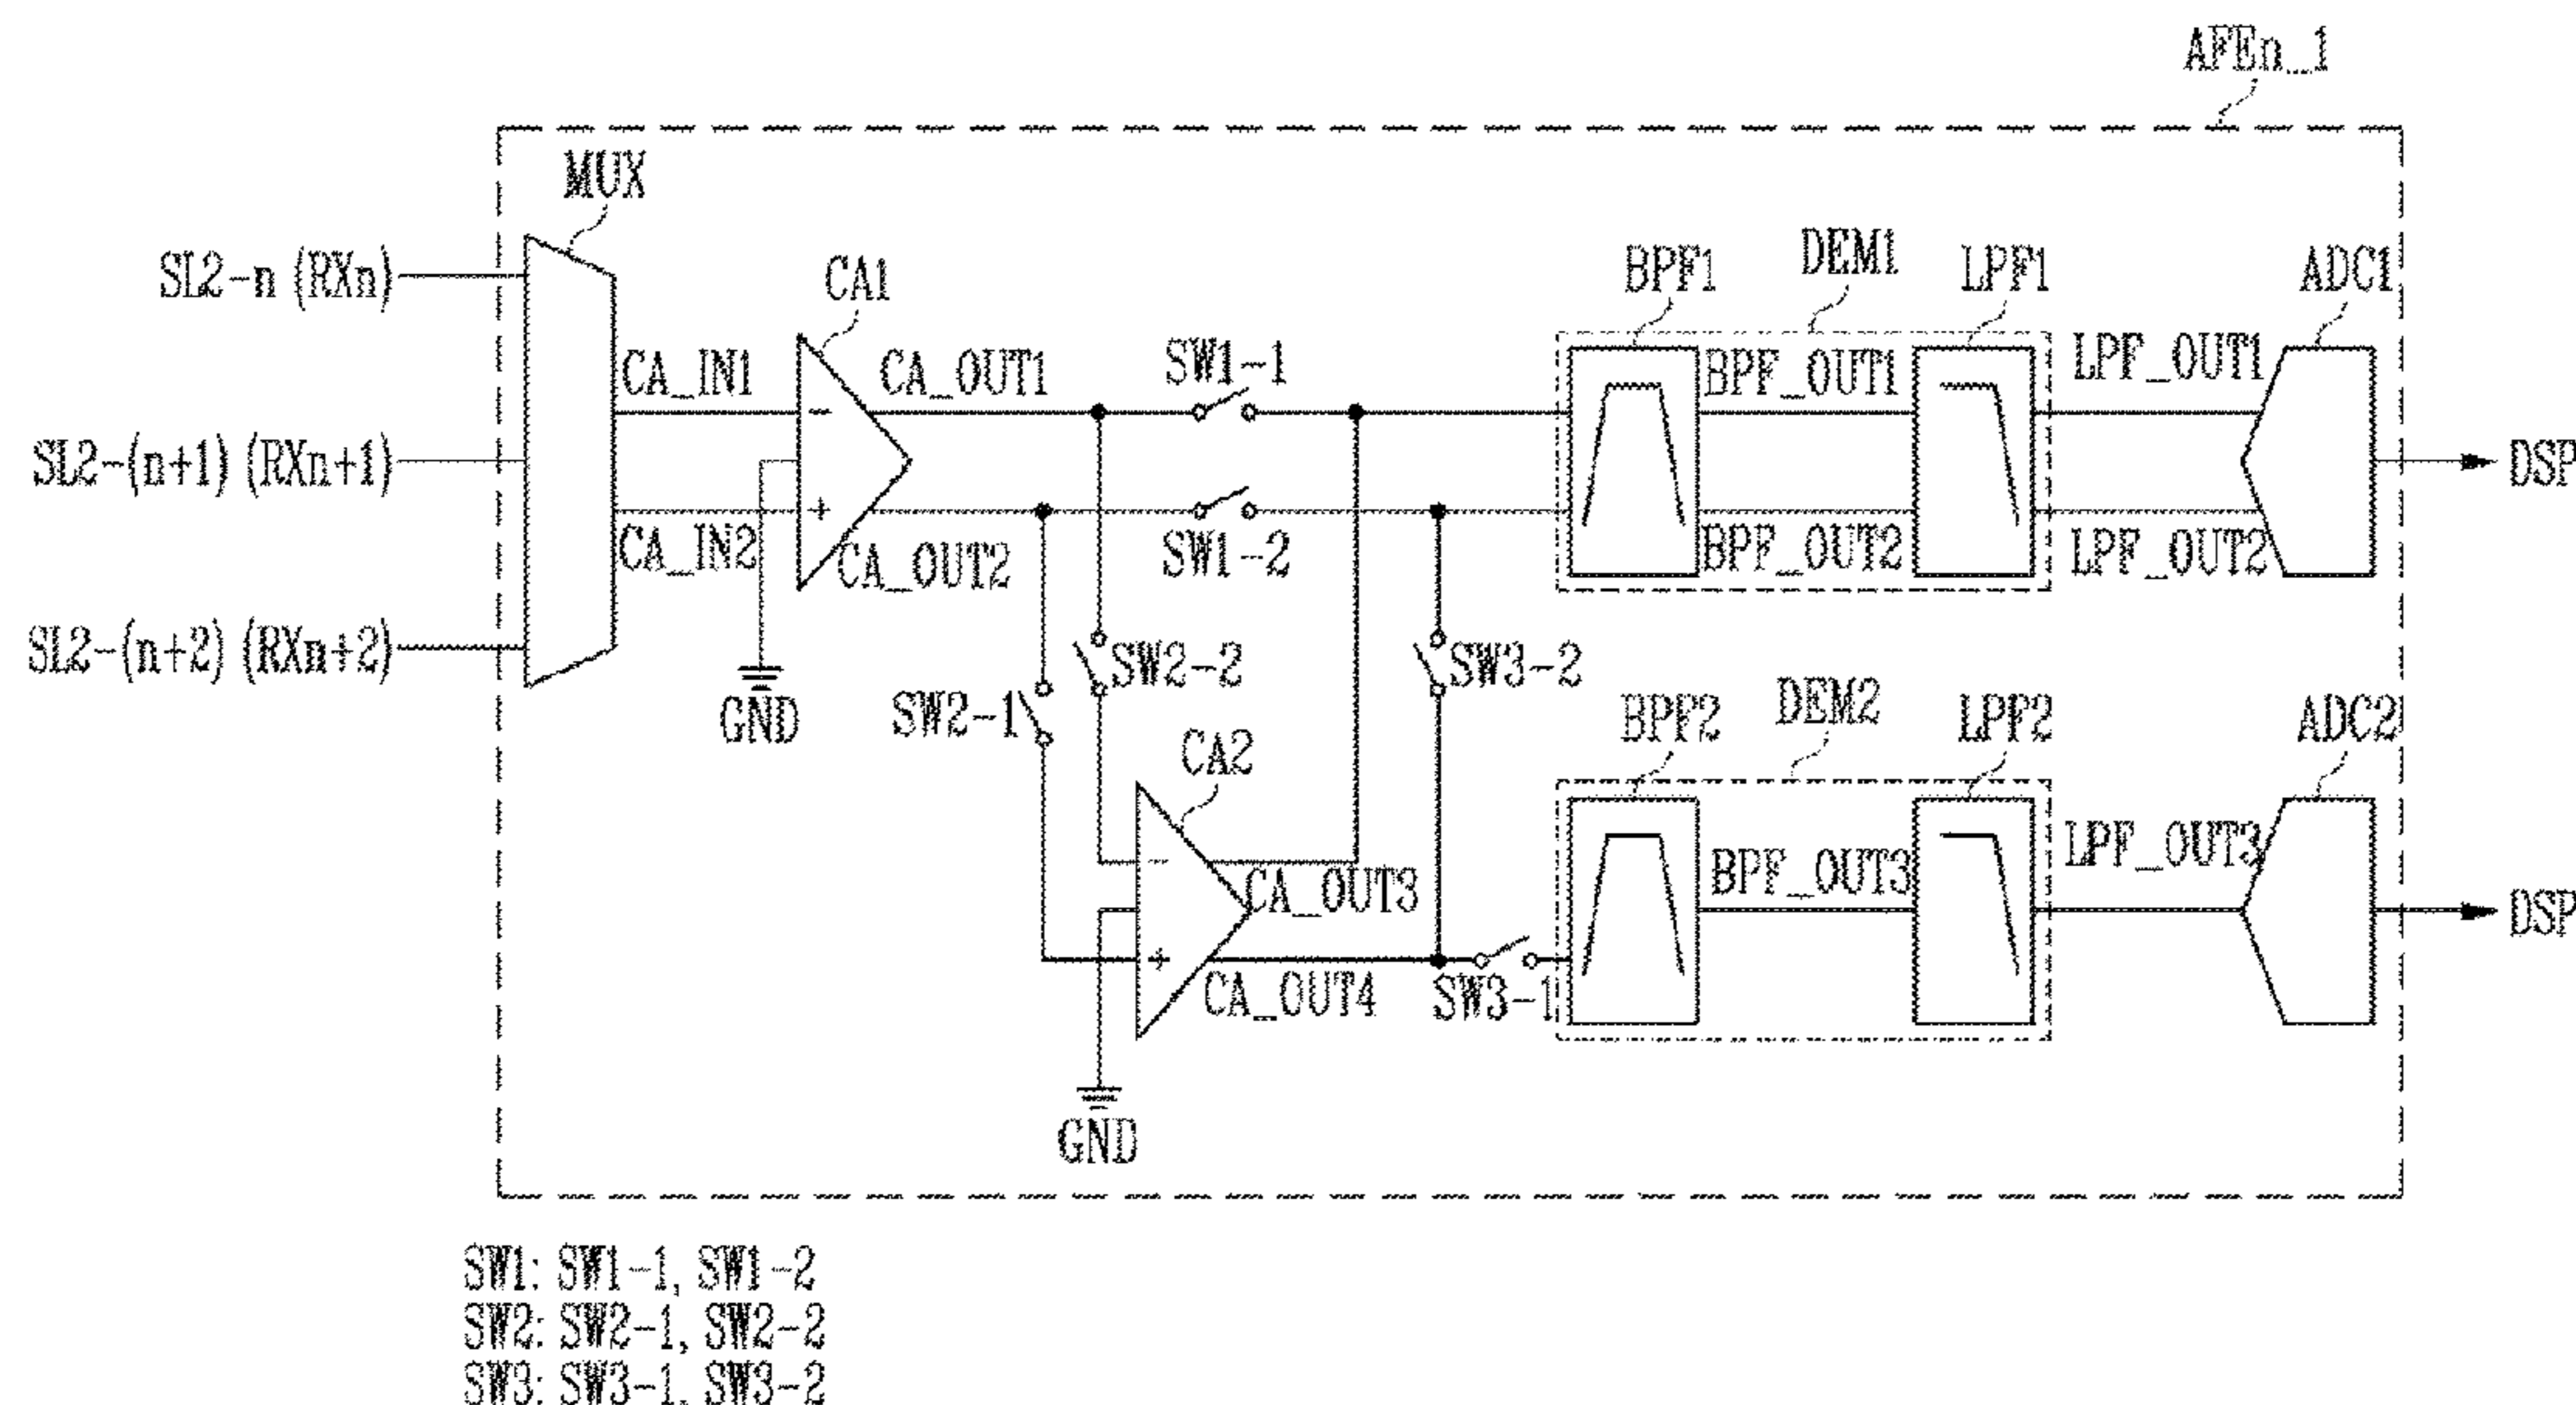 AFEn_1
MUX
SL2-n (RXn)
SL2-(n+1) (RXn+1)
SL2-(n+2) (RXn+2)
CA_IN1
CA_IN2
CA1
CA_OUT1
CA_OUT2
GND
SW1-1
SW1-2
SW2-1
SW2-2
SW3-2
BPF1
DEM1
LPF1
ADC1
BPF_OUT1
BPF_OUT2
LPF_OUT1
LPF_OUT2
DSP
CA2
CA_OUT3
CA_OUT4
GND
SW3-1
BPF2
DEM2
LPF2
ADC2
BPF_OUT3
LPF_OUT3
DSP
- + - +
SW1: SW1-1, SW1-2
SW2: SW2-1, SW2-2
SW3: SW3-1, SW3-2